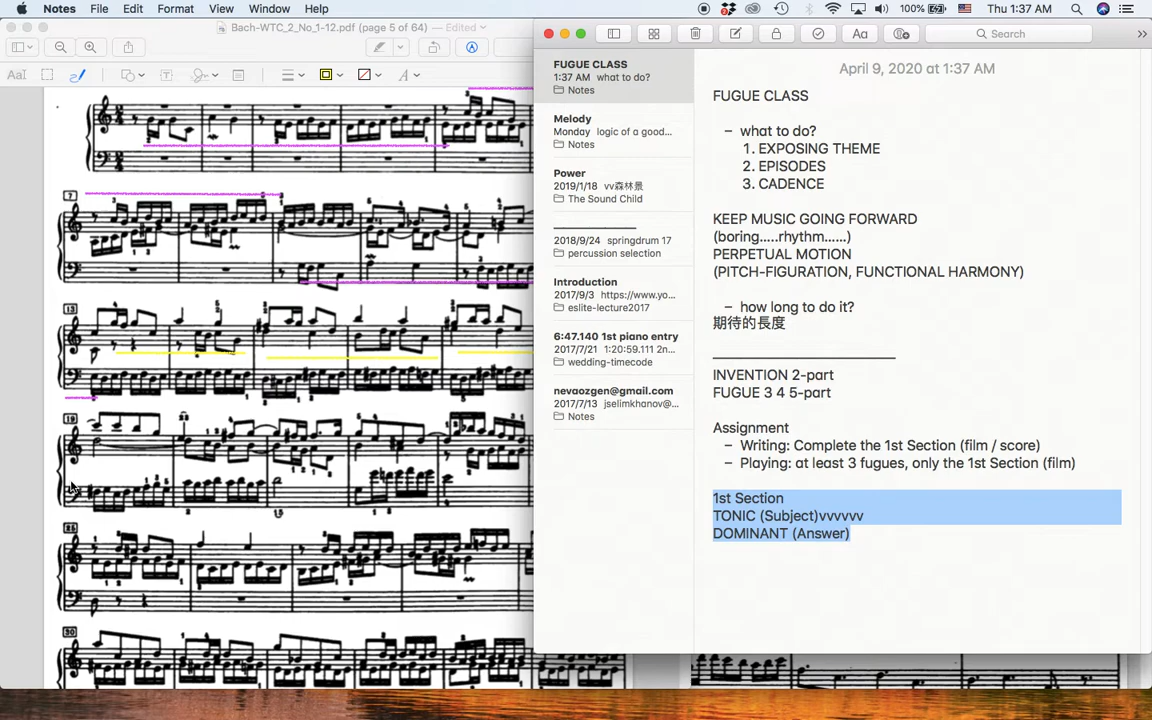 Notes File Edit Format View Window Help 100% Thu 1:37 AM
Bach-WTC_2_No_1-12.pdf (page 5 of 64) — Edited
Search
AaI
7
13
19
25
30
FUGUE CLASS
1:37 AM what to do?
Notes
Melody
Monday logic of a good...
Notes
Power
2019/1/18 vv森林景
The Sound Child
2018/9/24 springdrum 17
percussion selection
Introduction
2017/9/3 https://www.yo...
eslite-lecture2017
6:47.140 1st piano entry
2017/7/21 1:20:59.111 2n...
wedding-timecode
nevaozgen@gmail.com
2017/7/13 jselimkhanov@...
Notes
April 9, 2020 at 1:37 AM
FUGUE CLASS
– what to do?
1. EXPOSING THEME
2. EPISODES
3. CADENCE
KEEP MUSIC GOING FORWARD
(boring.....rhythm......)
PERPETUAL MOTION
(PITCH-FIGURATION, FUNCTIONAL HARMONY)
– how long to do it?
期待的長度
INVENTION 2-part
FUGUE 3 4 5-part
Assignment
– Writing: Complete the 1st Section (film / score)
– Playing: at least 3 fugues, only the 1st Section (film)
1st Section
TONIC (Subject)vvvvvv
DOMINANT (Answer)